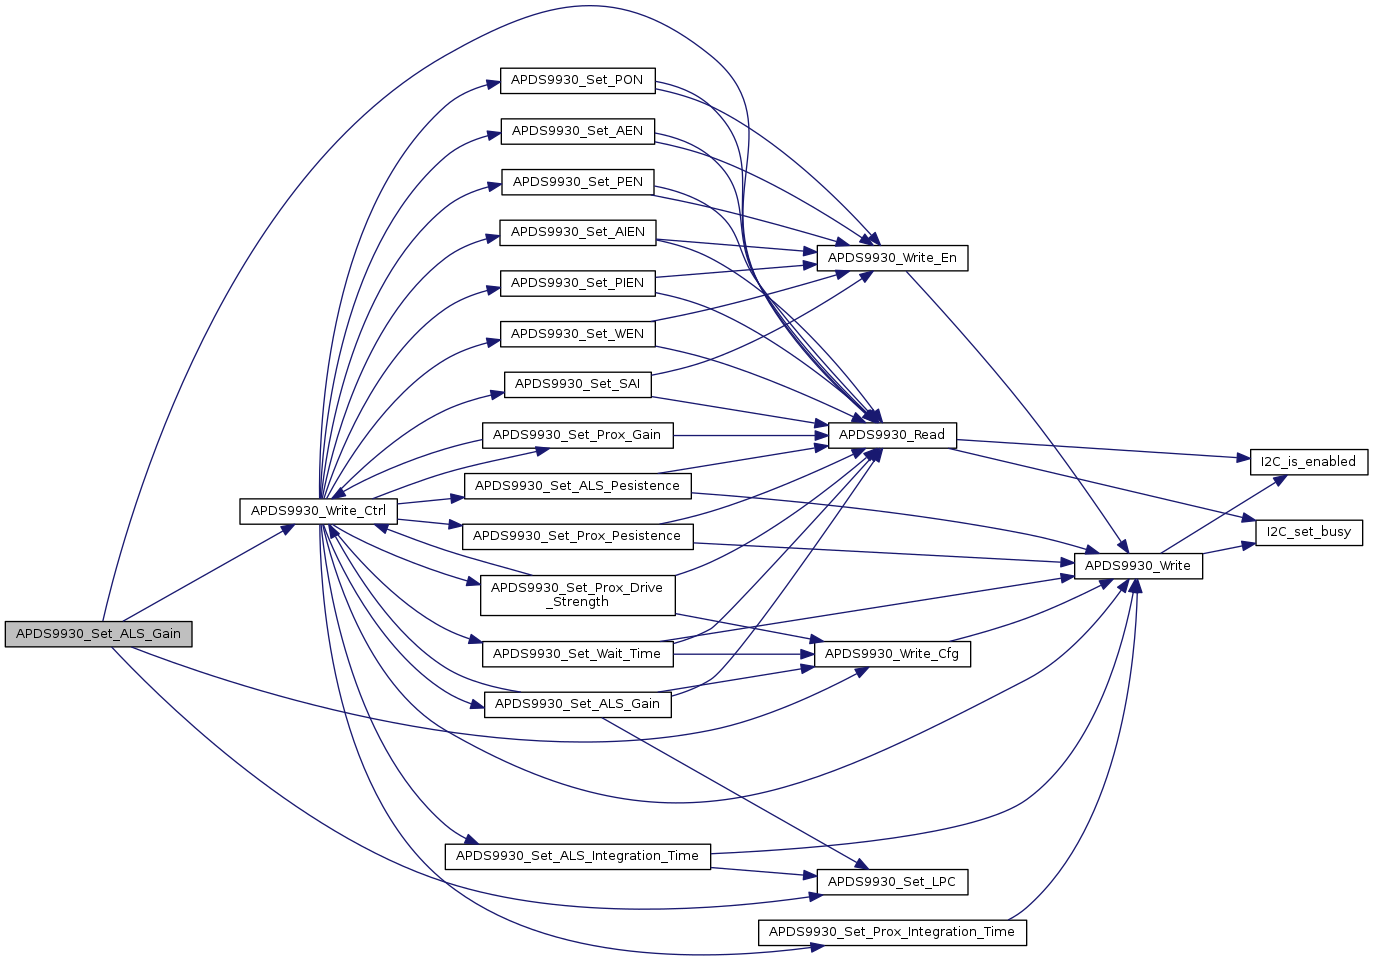 APDS9930_Set_PON
APDS9930_Set_AEN
APDS9930_Set_PEN
APDS9930_Set_AIEN
APDS9930_Write_En
APDS9930_Set_PIEN
APDS9930_Set_WEN
APDS9930_Set_SAI
APDS9930_Set_Prox_Gain
APDS9930_Read
I2C_is_enabled
APDS9930_Set_ALS_Pesistence
APDS9930_Write_Ctrl
APDS9930_Set_Prox_Pesistence
I2C_set_busy
APDS9930_Write
APDS9930_Set_Prox_Drive
_Strength
APDS9930_Set_ALS_Gain
APDS9930_Set_Wait_Time
APDS9930_Write_Cfg
APDS9930_Set_ALS_Gain
APDS9930_Set_ALS_Integration_Time
APDS9930_Set_LPC
APDS9930_Set_Prox_Integration_Time